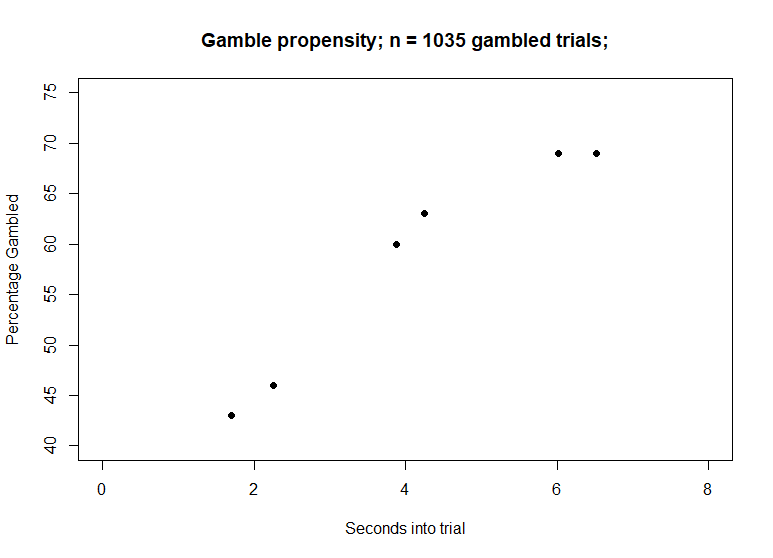 Gamble propensity; n = 1035 gambled trials;
Percentage Gambled
75
70
65
60
55
50
45
40
0 2 4 6 8
Seconds into trial